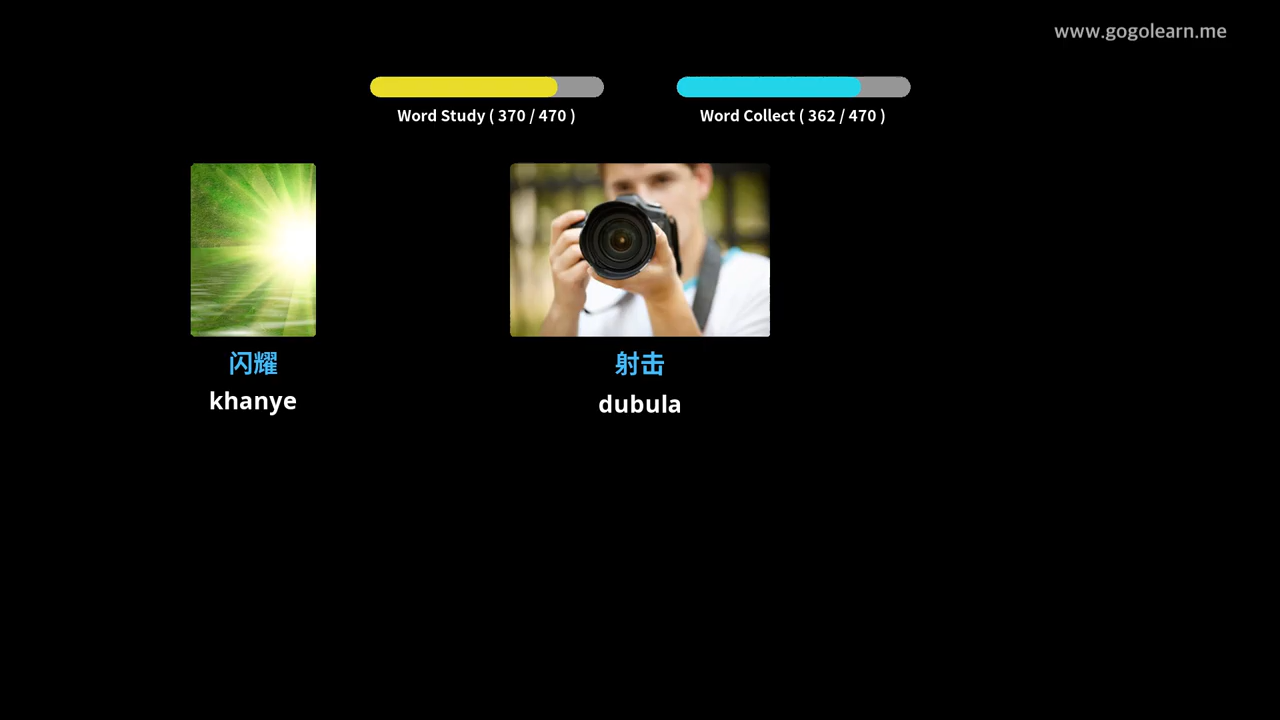 www.gogolearn.me
Word Study ( 370 / 470 )
Word Collect ( 362 / 470 )
闪耀
khanye
射击
dubula